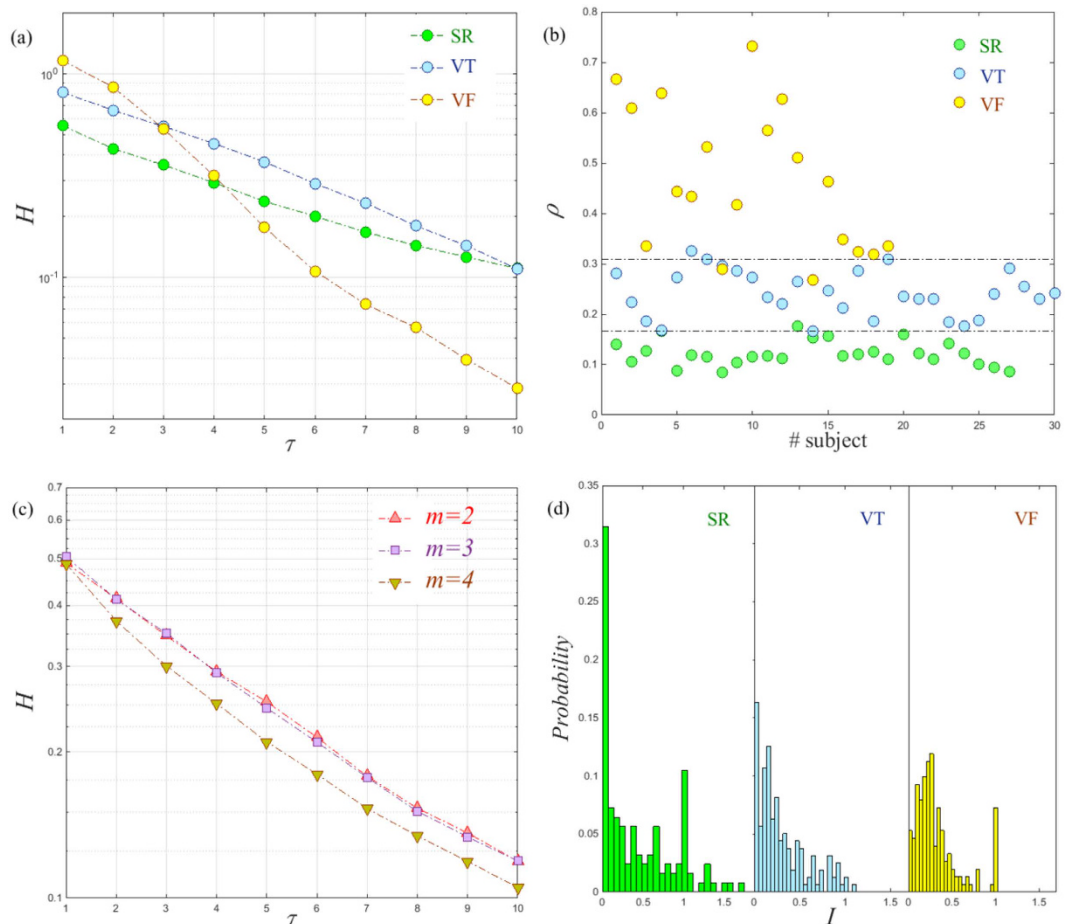 (a)
SR
VT
VF
10⁰
10⁻¹
H
1 2 3 4 5 6 7 8 9 10
τ
(b)
SR
VT
VF
0.8
0.7
0.6
0.5
0.4
0.3
0.2
0.1
0
ρ
0 5 10 15 20 25 30
# subject
(c)
m=2
m=3
m=4
0.7
0.6
0.5
0.4
0.3
0.2
0.1
H
1 2 3 4 5 6 7 8 9 10
τ
(d)
SR VT VF
0.35
0.3
0.25
0.2
0.15
0.1
0.05
0
Probability
0 0.5 1 1.5 0 0.5 1 1.5 0 0.5 1 1.5
I